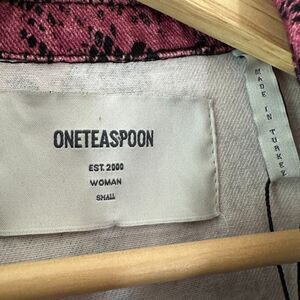 ONETEASPOON
EST. 2000
WOMAN
SMALL
MADE IN TURKEY